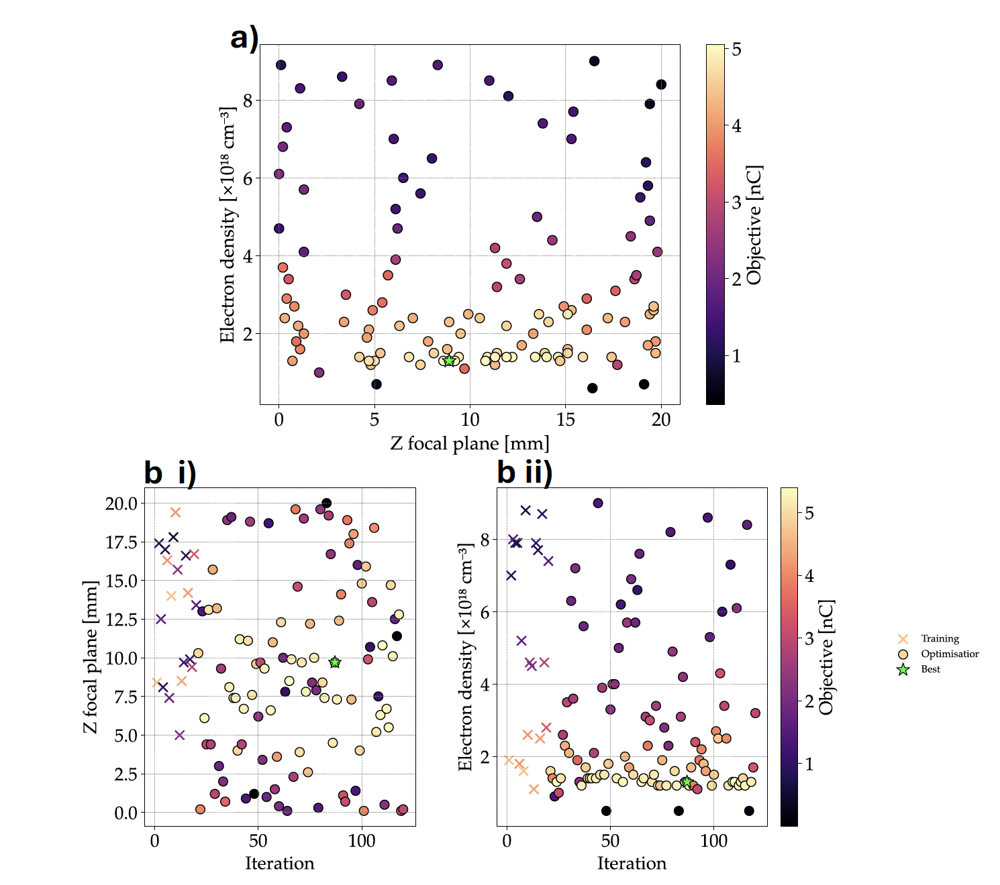 a)
8
6
4
2
Electron density [×10¹⁸ cm⁻³]
0 5 10 15 20
Z focal plane [mm]
5
4
3
2
1
Objective [nC]
b i)
20.0
17.5
15.0
12.5
10.0
7.5
5.0
2.5
0.0
Z focal plane [mm]
0 50 100
Iteration
b ii)
8
6
4
2
Electron density [×10¹⁸ cm⁻³]
0 50 100
Iteration
5
4
3
2
1
Objective [nC]
Training
Optimisatior
Best